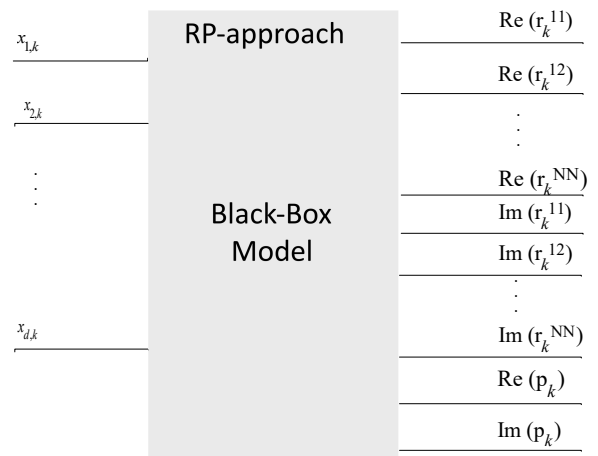 RP-approach
Black-Box
Model
x1,k
x2,k
.
.
.
xd,k
Re (rk11)
Re (rk12)
.
.
.
Re (rkNN)
Im (rk11)
Im (rk12)
.
.
.
Im (rkNN)
Re (pk)
Im (pk)